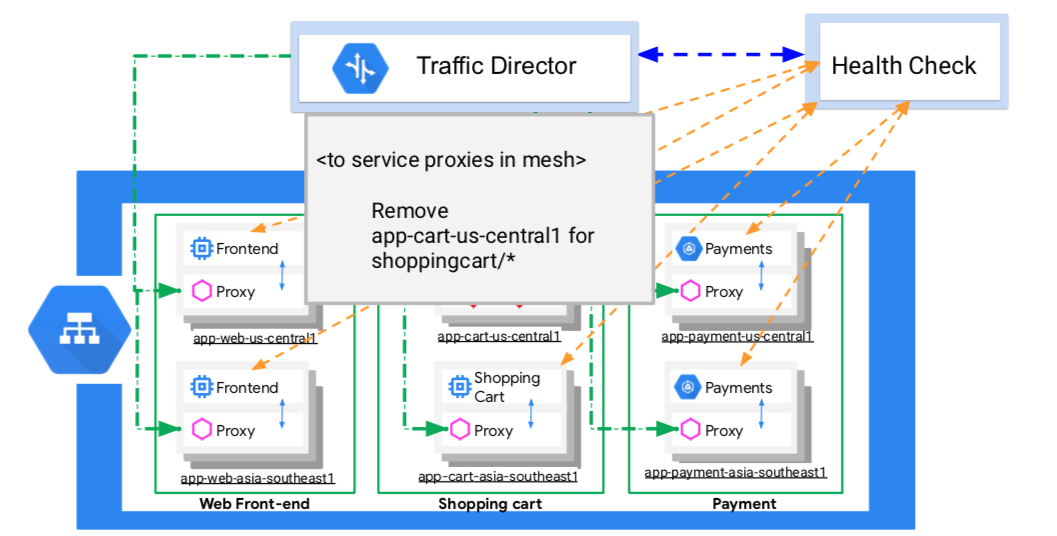 Traffic Director
Health Check
<to service proxies in mesh>
Remove
app-cart-us-central1 for
shoppingcart/*
Frontend
Proxy
app-web-us-central1
Frontend
Proxy
app-web-asia-southeast1
Web Front-end
app-cart-us-central1
Shopping
Cart
Proxy
app-cart-asia-southeast1
Shopping cart
Payments
Proxy
app-payment-us-central1
Payments
Proxy
app-payment-asia-southeast1
Payment